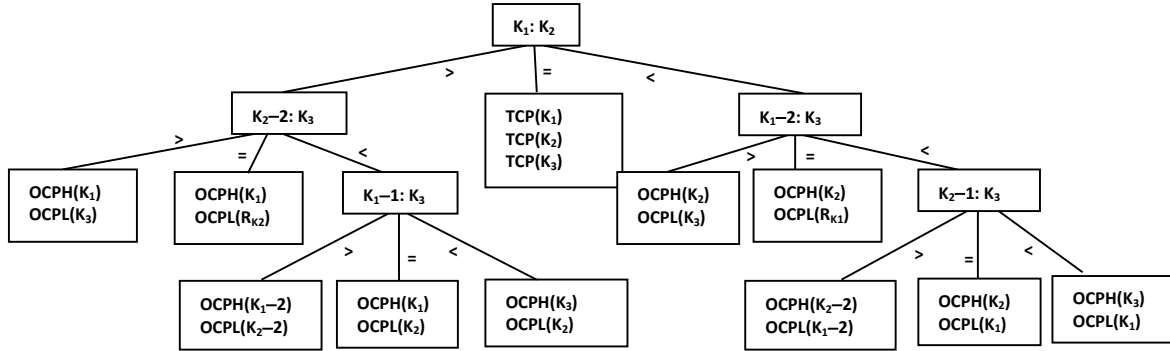 K₁: K₂
> = <
K₂–2: K₃
TCP(K₁)
TCP(K₂)
TCP(K₃)
K₁–2: K₃
> = <
> = <
OCPH(K₁)
OCPL(K₃)
OCPH(K₁)
OCPL(R_K2)
K₁–1: K₃
OCPH(K₂)
OCPL(K₃)
OCPH(K₂)
OCPL(R_K1)
K₂–1: K₃
> = <
> = <
OCPH(K₁–2)
OCPL(K₂–2)
OCPH(K₁)
OCPL(K₂)
OCPH(K₃)
OCPL(K₂)
OCPH(K₂–2)
OCPL(K₁–2)
OCPH(K₂)
OCPL(K₁)
OCPH(K₃)
OCPL(K₁)